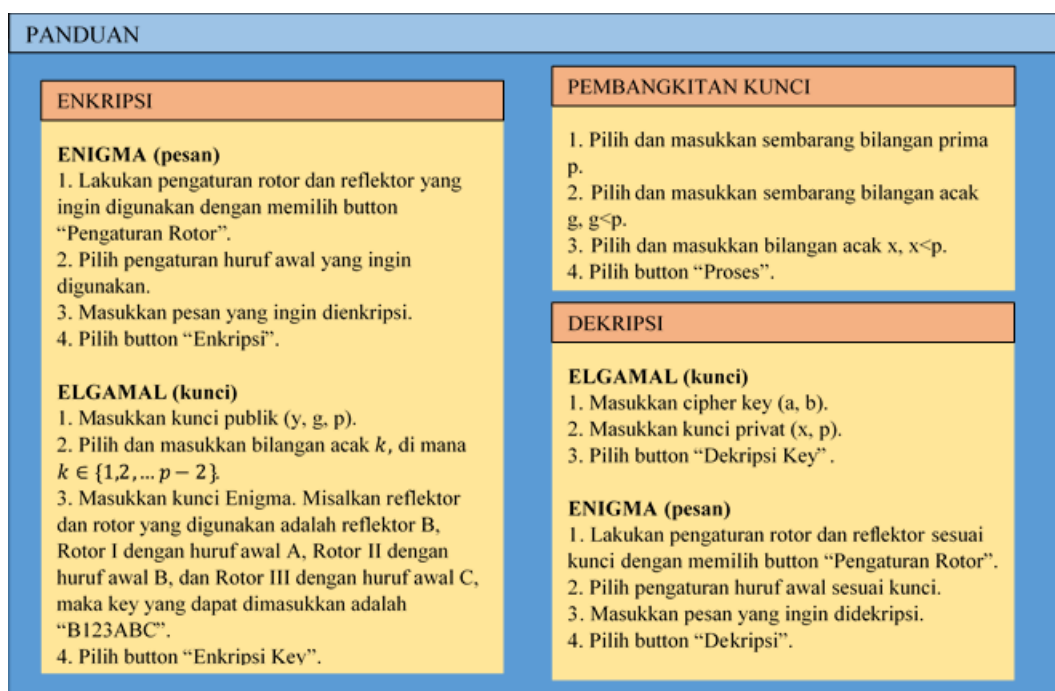 PANDUAN
ENKRIPSI
ENIGMA (pesan)
1. Lakukan pengaturan rotor dan reflektor yang
ingin digunakan dengan memilih button
“Pengaturan Rotor”.
2. Pilih pengaturan huruf awal yang ingin
digunakan.
3. Masukkan pesan yang ingin dienkripsi.
4. Pilih button “Enkripsi”.
ELGAMAL (kunci)
1. Masukkan kunci publik (y, g, p).
2. Pilih dan masukkan bilangan acak k, di mana
k ∈ {1,2, … p − 2}.
3. Masukkan kunci Enigma. Misalkan reflektor
dan rotor yang digunakan adalah reflektor B,
Rotor I dengan huruf awal A, Rotor II dengan
huruf awal B, dan Rotor III dengan huruf awal C,
maka key yang dapat dimasukkan adalah
“B123ABC”.
4. Pilih button “Enkripsi Key”.
PEMBANGKITAN KUNCI
1. Pilih dan masukkan sembarang bilangan prima
p.
2. Pilih dan masukkan sembarang bilangan acak
g, g<p.
3. Pilih dan masukkan bilangan acak x, x<p.
4. Pilih button “Proses”.
DEKRIPSI
ELGAMAL (kunci)
1. Masukkan cipher key (a, b).
2. Masukkan kunci privat (x, p).
3. Pilih button “Dekripsi Key”.
ENIGMA (pesan)
1. Lakukan pengaturan rotor dan reflektor sesuai
kunci dengan memilih button “Pengaturan Rotor”.
2. Pilih pengaturan huruf awal sesuai kunci.
3. Masukkan pesan yang ingin didekripsi.
4. Pilih button “Dekripsi”.